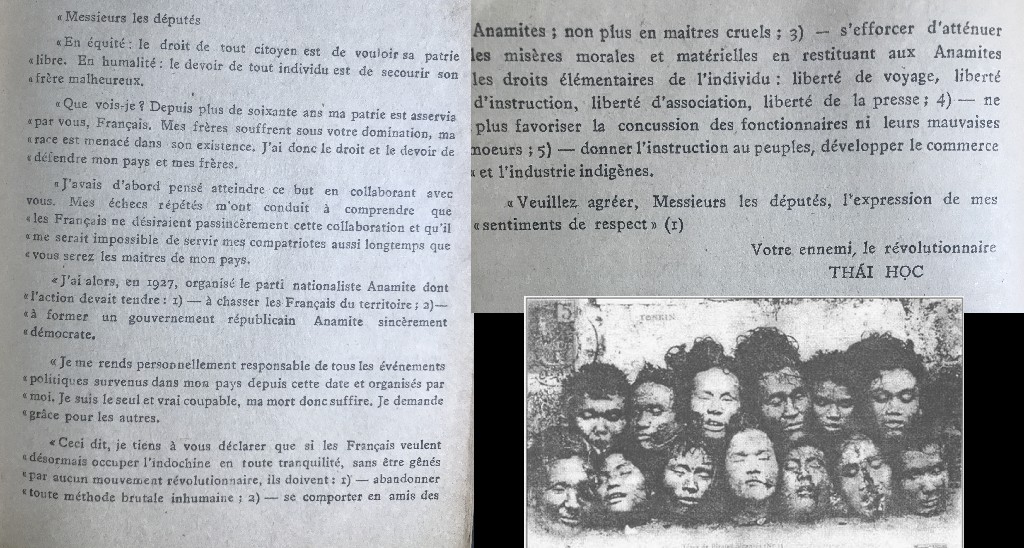 « Messieurs les députés
« En équité : le droit de tout citoyen est de vouloir sa patrie
« libre. En humalité : le devoir de tout individu est de secourir son
« frère malheureux.
« Que vois-je ? Depuis plus de soixante ans ma patrie est asservia
« par vous, Français. Mes frères souffrent sous votre domination, ma
« race est menacé dans son existence. J'ai donc le droit et le devoir de
« défendre mon pays et mes frères.
« J'avais d'abord pensé atteindre ce but en collaborant avec
vous. Mes échecs répétés m'ont conduit à comprendre que
« les Français ne désiraient passincèrement cette collaboration et qu'il
« me serait impossible de servir mes compatriotes aussi longtemps que
« vous serez les maitres de mon pays.
« J'ai alors, en 1927, organisé le parti nationaliste Anamite dont
« l'action devait tendre : 1) — à chasser les Français du territoire ; 2)—
« à former un gouvernement républicain Anamite sincèrement
« démocrate.
« Je me rends personnellement responsable de tous les événements
« politiques survenus dans mon pays depuis cette date et organisés par
« moi. Je suis le seul et vrai coupable, ma mort donc suffire. Je demande
« grâce pour les autres.
« Ceci dit, je tiens à vous déclarer que si les Français veulent
« désormais occuper l'indochine en toute tranquilité, sans être gênés
« par aucun mouvement révolutionnaire, ils doivent : 1) — abandonner
« toute méthode brutale inhumaine ; 2) — se comporter en amis des
Anamites ; non plus en maitres cruels ; 3) — s'efforcer d'atténuer
les misères morales et matérielles en restituant aux Anamites
les droits élémentaires de l'individu : liberté de voyage, liberté
d'instruction, liberté d'association, liberté de la presse ; 4) — ne
plus favoriser la concussion des fonctionnaires ni leurs mauvaises
moeurs ; 5) — donner l'instruction au peuples, développer le commerce
« et l'industrie indigènes.
« Veuillez agréer, Messieurs les députés, l'expression de mes
« sentiments de respect » (1)
Votre ennemi, le révolutionnaire
THÁI HỌC
TONKIN